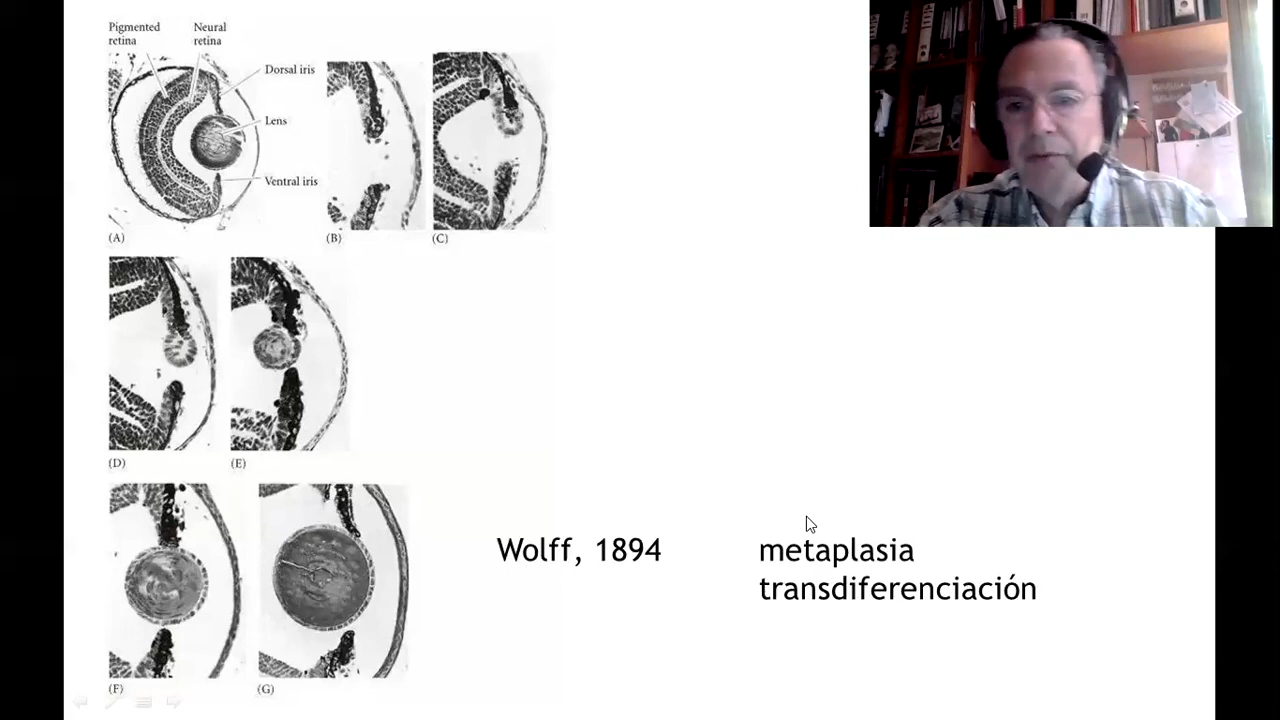 Pigmented
retina
Neural
retina
Dorsal iris
Lens
Ventral iris
(A)
(B)
(C)
(D)
(E)
(F)
(G)
Wolff, 1894
metaplasia
transdiferenciación